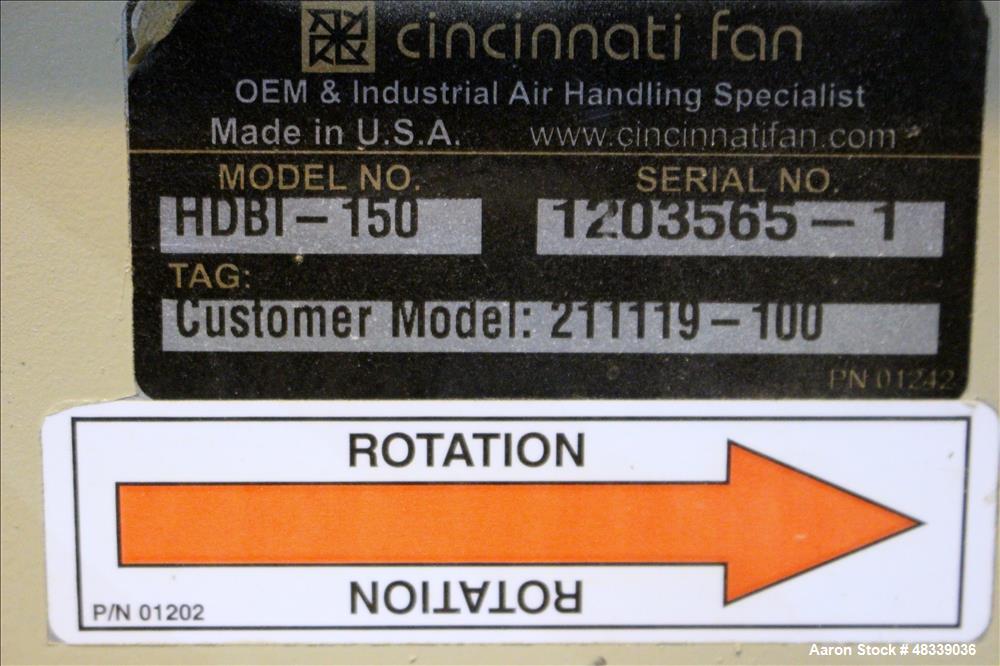 cincinnati fan
OEM & Industrial Air Handling Specialist
Made in U.S.A. www.cincinnatifan.com
MODEL NO. SERIAL NO.
HDBI-150 1203565-1
TAG:
Customer Model: 211119-100
PN 01242
ROTATION
ROTATION
P/N 01202
Aaron Stock # 48339036